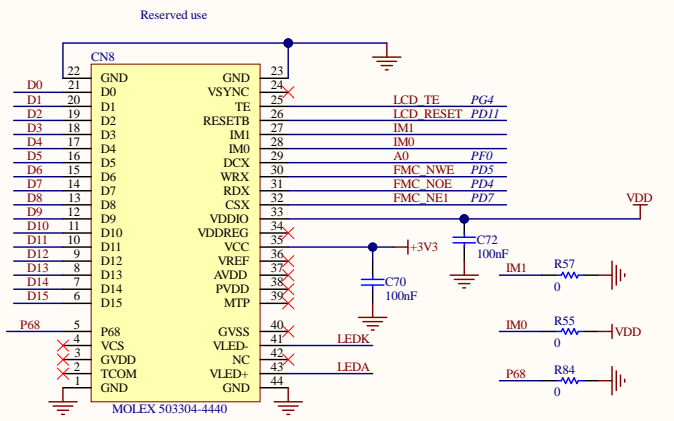 Reserved use
CN8
22 GND GND 23
D0 21 D0 VSYNC 24
D1 20 D1 TE 25 LCD_TE PG4
D2 19 D2 RESETB 26 LCD_RESET PD11
D3 18 D3 IM1 27 IM1
D4 17 D4 IM0 28 IM0
D5 16 D5 DCX 29 A0 PF0
D6 15 D6 WRX 30 FMC_NWE PD5
D7 14 D7 RDX 31 FMC_NOE PD4
D8 13 D8 CSX 32 FMC_NE1 PD7
D9 12 D9 VDDIO 33 VDD
D10 11 D10 VDDREG 34
D11 10 D11 VCC 35 +3V3
D12 9 D12 VREF 36
D13 8 D13 AVDD 37
D14 7 D14 PVDD 38
D15 6 D15 MTP 39
P68 5 P68 GVSS 40
4 VCS VLED- 41 LEDK
3 GVDD NC 42
2 TCOM VLED+ 43 LEDA
1 GND GND 44
MOLEX 503304-4440
C72
100nF
C70
100nF
IM1 R57
0
IM0 R55 VDD
0
P68 R84
0